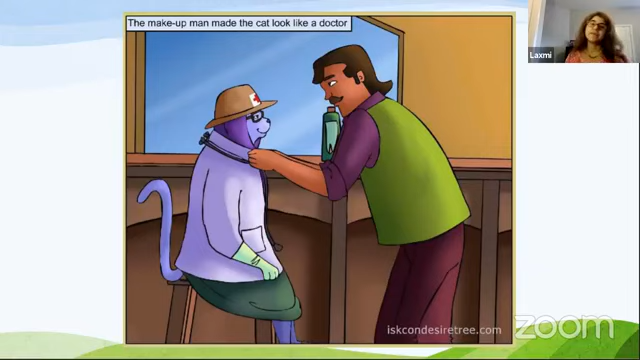 The make-up man made the cat look like a doctor
Laxmi
iskcondesiretree.com
zoom